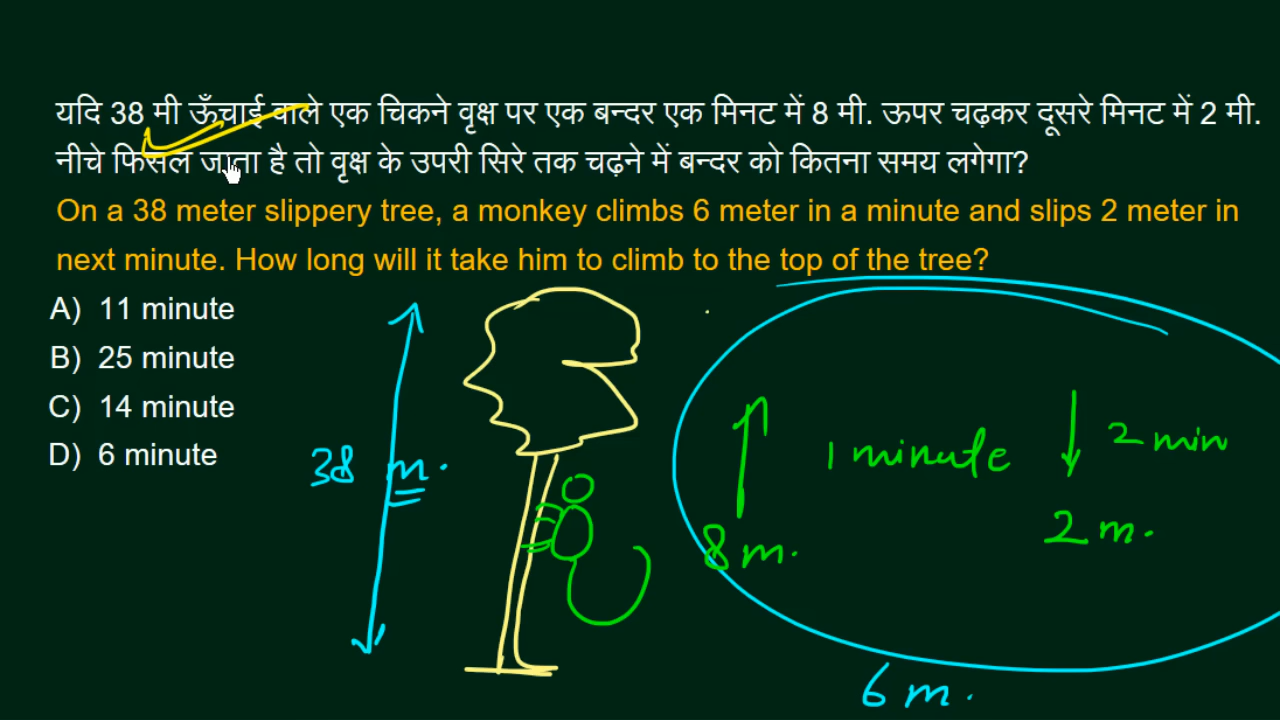 यदि 38 मी ऊँचाई वाले एक चिकने वृक्ष पर एक बन्दर एक मिनट में 8 मी. ऊपर चढ़कर दूसरे मिनट में 2 मी.
नीचे फिसल जाता है तो वृक्ष के उपरी सिरे तक चढ़ने में बन्दर को कितना समय लगेगा?
On a 38 meter slippery tree, a monkey climbs 6 meter in a minute and slips 2 meter in
next minute. How long will it take him to climb to the top of the tree?
A) 11 minute
B) 25 minute
C) 14 minute
D) 6 minute
38 m.
1 minute
2 min
8 m.
2 m.
6 m.